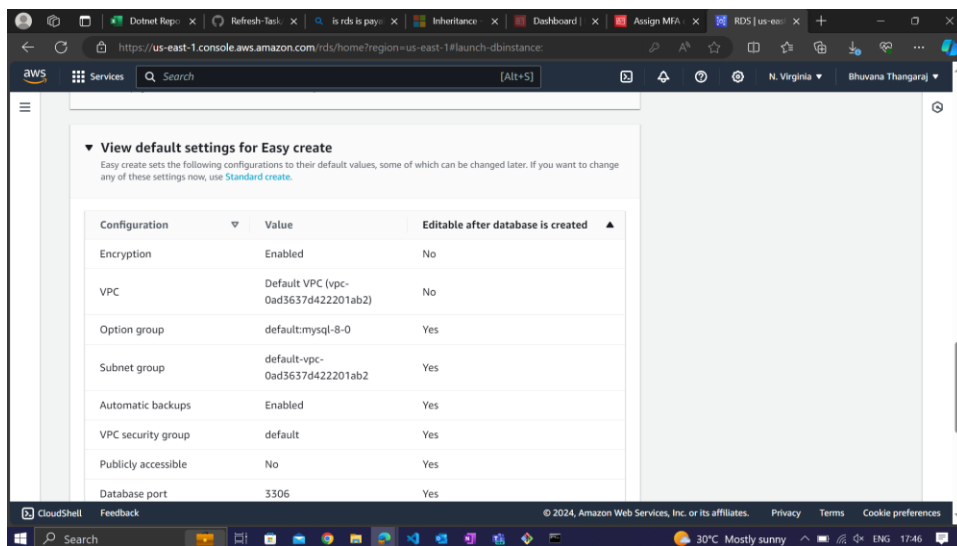 Dotnet Repo
Refresh-Task
is rds is paya
Inheritance -
Dashboard |
Assign MFA
RDS | us-east
https://us-east-1.console.aws.amazon.com/rds/home?region=us-east-1#launch-dbinstance:
aws Services Search [Alt+S] N. Virginia ▼ Bhuvana Thangaraj ▼
▼ View default settings for Easy create
Easy create sets the following configurations to their default values, some of which can be changed later. If you want to change
any of these settings now, use Standard create.
Configuration Value Editable after database is created
Encryption Enabled No
VPC Default VPC (vpc-
0ad3637d422201ab2) No
Option group default:mysql-8-0 Yes
Subnet group default-vpc-
0ad3637d422201ab2 Yes
Automatic backups Enabled Yes
VPC security group default Yes
Publicly accessible No Yes
Database port 3306 Yes
CloudShell Feedback © 2024, Amazon Web Services, Inc. or its affiliates. Privacy Terms Cookie preferences
Search 30°C Mostly sunny ENG 17:46